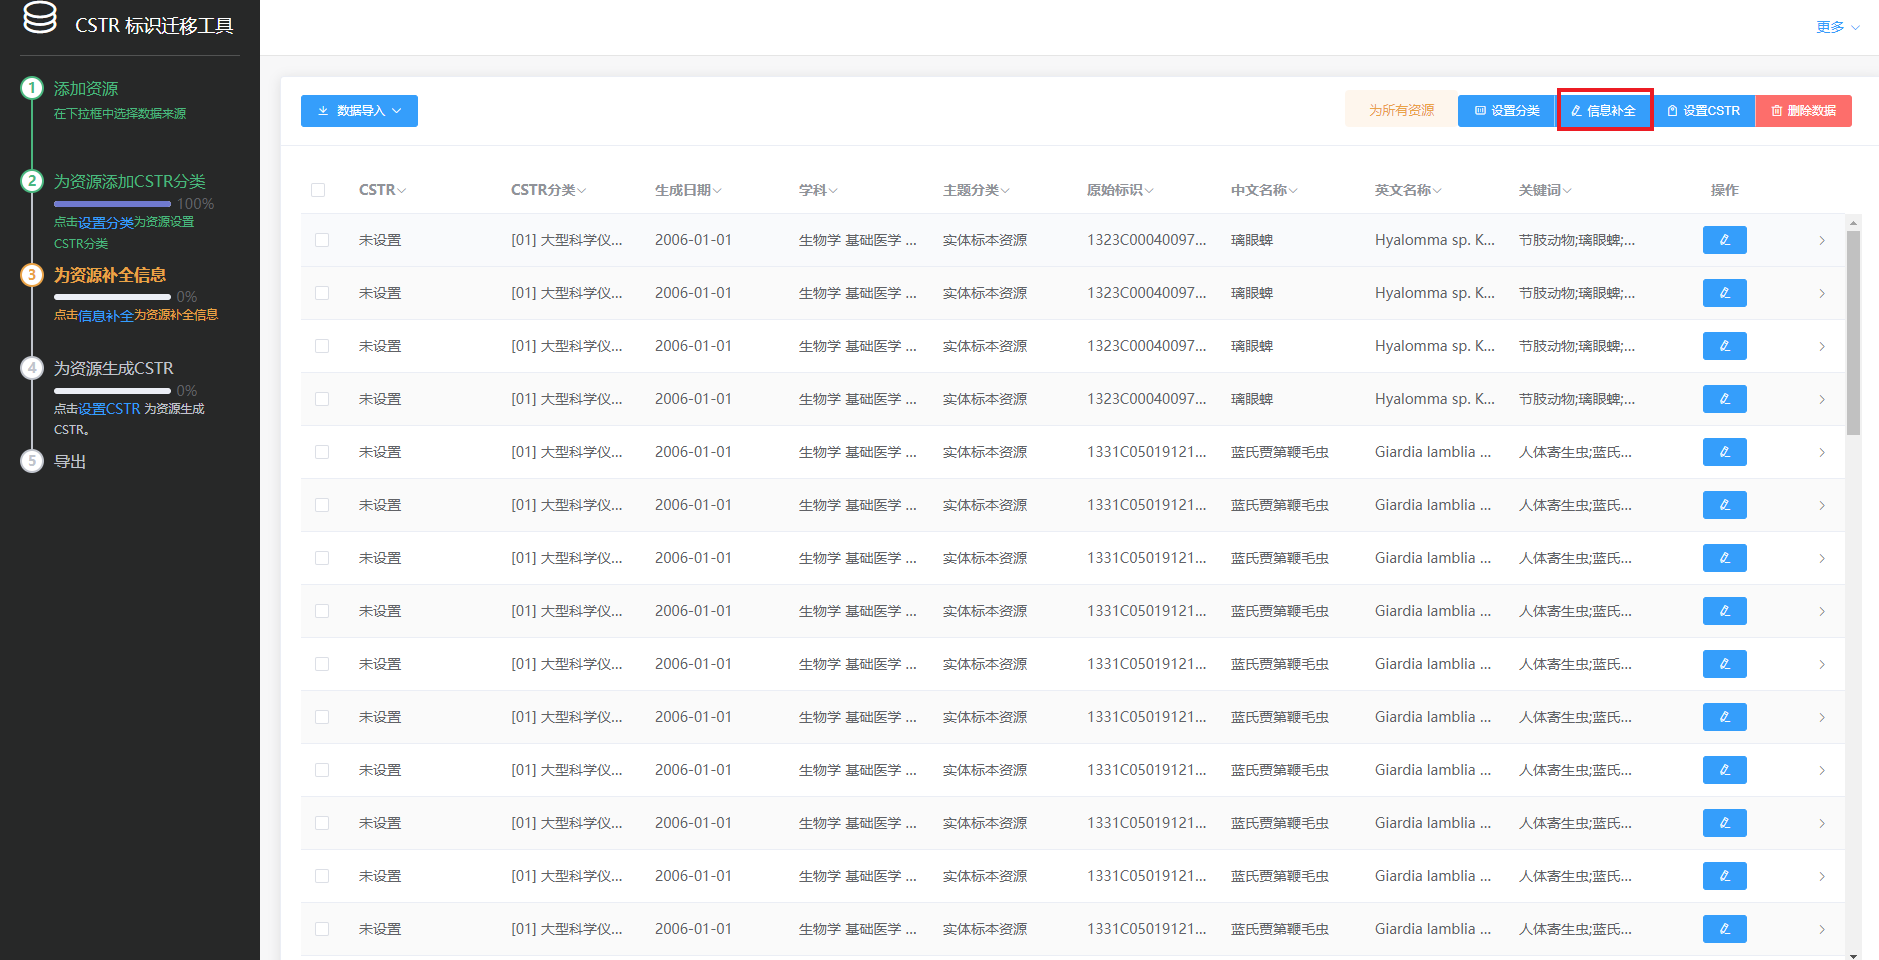 CSTR 标识迁移工具
更多
1 添加资源
在下拉框中选择数据来源
2 为资源添加CSTR分类
100%
点击设置分类为资源设置
CSTR分类
3 为资源补全信息
0%
点击信息补全为资源补全信息
4 为资源生成CSTR
0%
点击设置CSTR 为资源生成
CSTR。
5 导出
数据导入
为所有资源 设置分类 信息补全 设置CSTR 删除数据
CSTR CSTR分类 生成日期 学科 主题分类 原始标识 中文名称 英文名称 关键词 操作
未设置 [01] 大型科学仪... 2006-01-01 生物学 基础医学 ... 实体标本资源 1323C00040097... 璃眼蜱 Hyalomma sp. K... 节肢动物;璃眼蜱;...
未设置 [01] 大型科学仪... 2006-01-01 生物学 基础医学 ... 实体标本资源 1323C00040097... 璃眼蜱 Hyalomma sp. K... 节肢动物;璃眼蜱;...
未设置 [01] 大型科学仪... 2006-01-01 生物学 基础医学 ... 实体标本资源 1323C00040097... 璃眼蜱 Hyalomma sp. K... 节肢动物;璃眼蜱;...
未设置 [01] 大型科学仪... 2006-01-01 生物学 基础医学 ... 实体标本资源 1323C00040097... 璃眼蜱 Hyalomma sp. K... 节肢动物;璃眼蜱;...
未设置 [01] 大型科学仪... 2006-01-01 生物学 基础医学 ... 实体标本资源 1331C05019121... 蓝氏贾第鞭毛虫 Giardia lamblia ... 人体寄生虫;蓝氏...
未设置 [01] 大型科学仪... 2006-01-01 生物学 基础医学 ... 实体标本资源 1331C05019121... 蓝氏贾第鞭毛虫 Giardia lamblia ... 人体寄生虫;蓝氏...
未设置 [01] 大型科学仪... 2006-01-01 生物学 基础医学 ... 实体标本资源 1331C05019121... 蓝氏贾第鞭毛虫 Giardia lamblia ... 人体寄生虫;蓝氏...
未设置 [01] 大型科学仪... 2006-01-01 生物学 基础医学 ... 实体标本资源 1331C05019121... 蓝氏贾第鞭毛虫 Giardia lamblia ... 人体寄生虫;蓝氏...
未设置 [01] 大型科学仪... 2006-01-01 生物学 基础医学 ... 实体标本资源 1331C05019121... 蓝氏贾第鞭毛虫 Giardia lamblia ... 人体寄生虫;蓝氏...
未设置 [01] 大型科学仪... 2006-01-01 生物学 基础医学 ... 实体标本资源 1331C05019121... 蓝氏贾第鞭毛虫 Giardia lamblia ... 人体寄生虫;蓝氏...
未设置 [01] 大型科学仪... 2006-01-01 生物学 基础医学 ... 实体标本资源 1331C05019121... 蓝氏贾第鞭毛虫 Giardia lamblia ... 人体寄生虫;蓝氏...
未设置 [01] 大型科学仪... 2006-01-01 生物学 基础医学 ... 实体标本资源 1331C05019121... 蓝氏贾第鞭毛虫 Giardia lamblia ... 人体寄生虫;蓝氏...
未设置 [01] 大型科学仪... 2006-01-01 生物学 基础医学 ... 实体标本资源 1331C05019121... 蓝氏贾第鞭毛虫 Giardia lamblia ... 人体寄生虫;蓝氏...
未设置 [01] 大型科学仪... 2006-01-01 生物学 基础医学 ... 实体标本资源 1331C05019121... 蓝氏贾第鞭毛虫 Giardia lamblia ... 人体寄生虫;蓝氏...